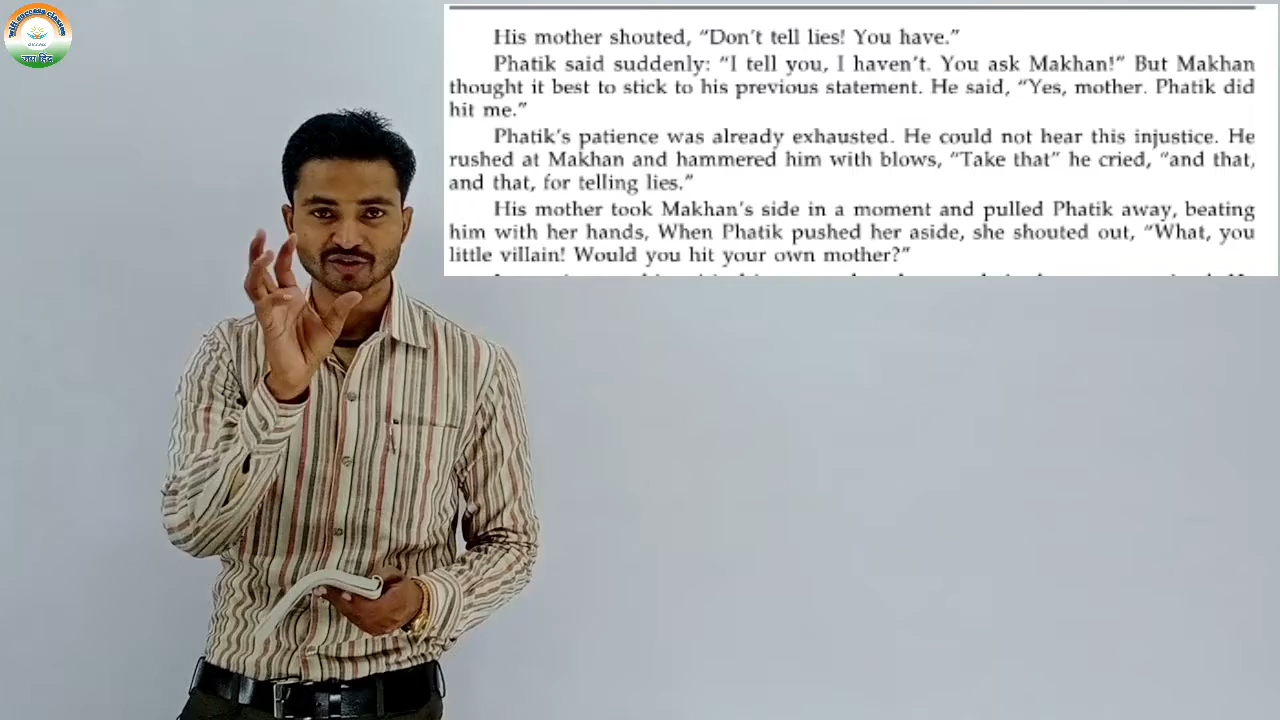 wifi success classes
success
जय हिंद
His mother shouted, “Don't tell lies! You have.”
Phatik said suddenly: “I tell you, I haven't. You ask Makhan!” But Makhan
thought it best to stick to his previous statement. He said, “Yes, mother. Phatik did
hit me.”
Phatik's patience was already exhausted. He could not hear this injustice. He
rushed at Makhan and hammered him with blows, “Take that” he cried, “and that,
and that, for telling lies.”
His mother took Makhan's side in a moment and pulled Phatik away, beating
him with her hands, When Phatik pushed her aside, she shouted out, “What, you
little villain! Would you hit your own mother?”